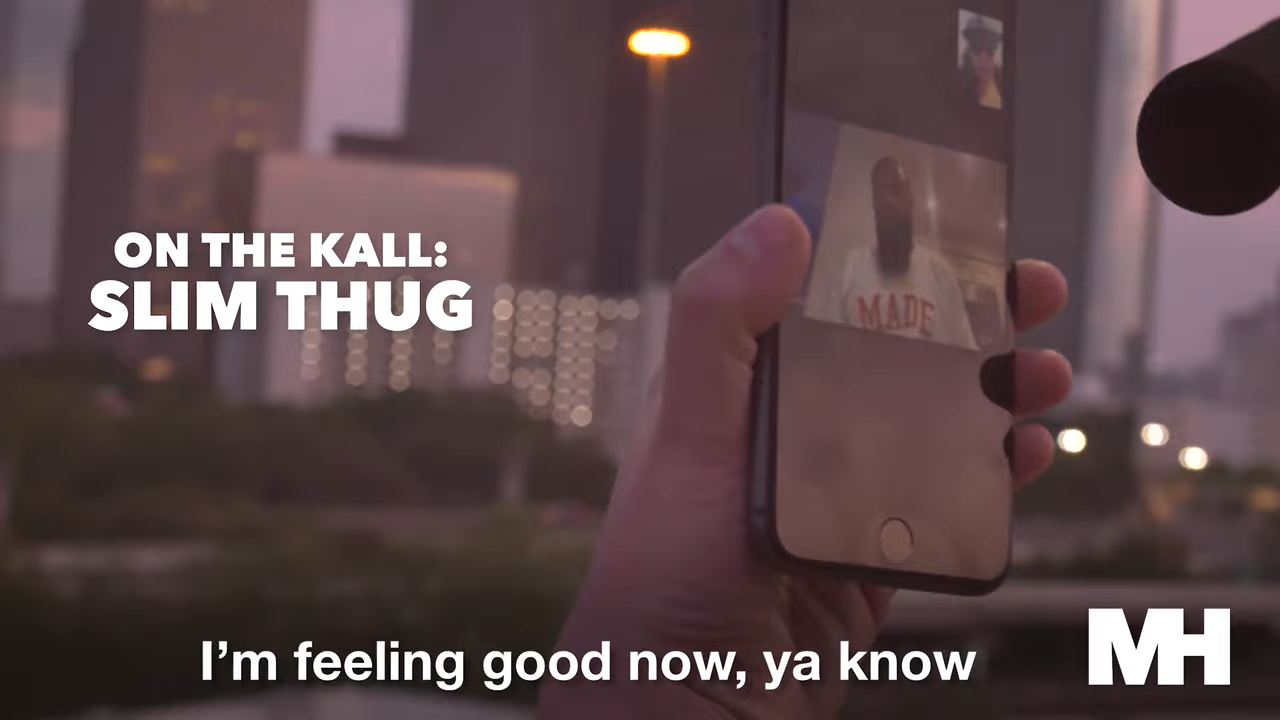 ON THE KALL:
SLIM THUG
MADE
I'm feeling good now, ya know
MH